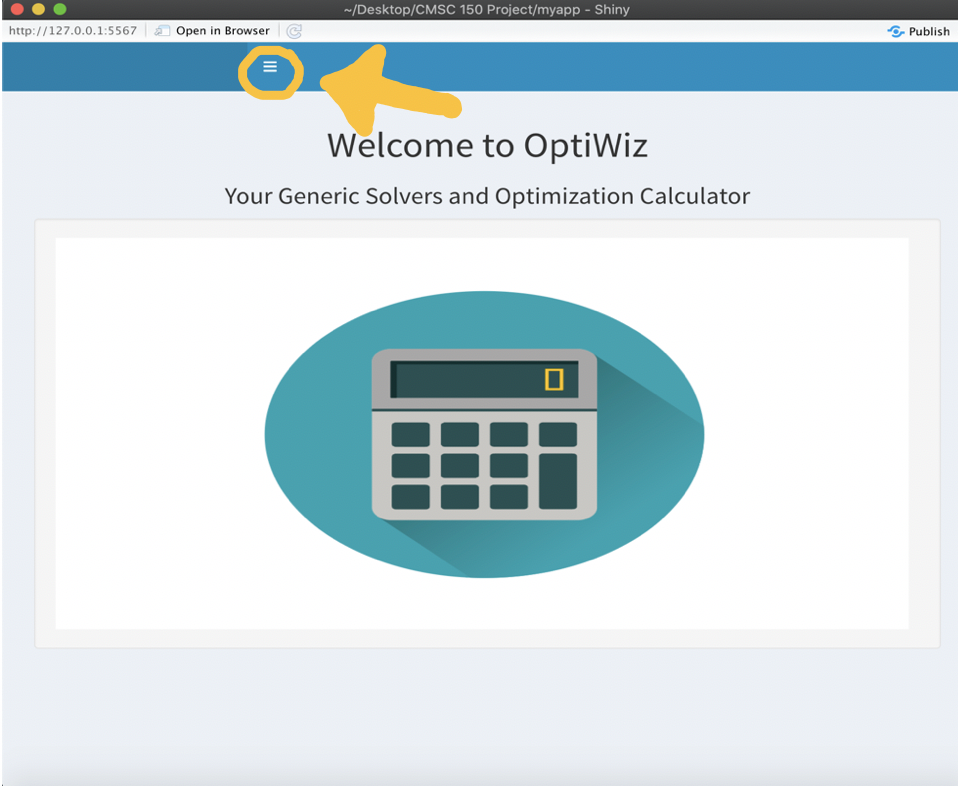 ~/Desktop/CMSC 150 Project/myapp - Shiny
http://127.0.0.1:5567 Open in Browser Publish
Welcome to OptiWiz
Your Generic Solvers and Optimization Calculator
0